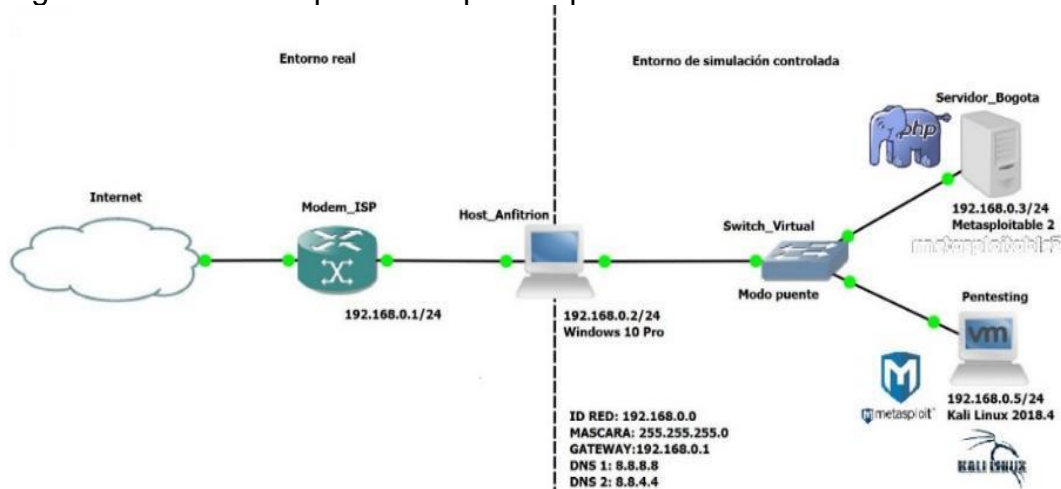 Entorno real
Entorno de simulación controlada
Servidor_Bogota
php
192.168.0.3/24
Metasploitable 2
metasploitable2
Internet
Modem_ISP
192.168.0.1/24
Host_Anfitrion
192.168.0.2/24
Windows 10 Pro
Switch_Virtual
Modo puente
Pentesting
vm
192.168.0.5/24
Kali Linux 2018.4
metasploit
KALI LINUX
ID RED: 192.168.0.0
MASCARA: 255.255.255.0
GATEWAY:192.168.0.1
DNS 1: 8.8.8.8
DNS 2: 8.8.4.4